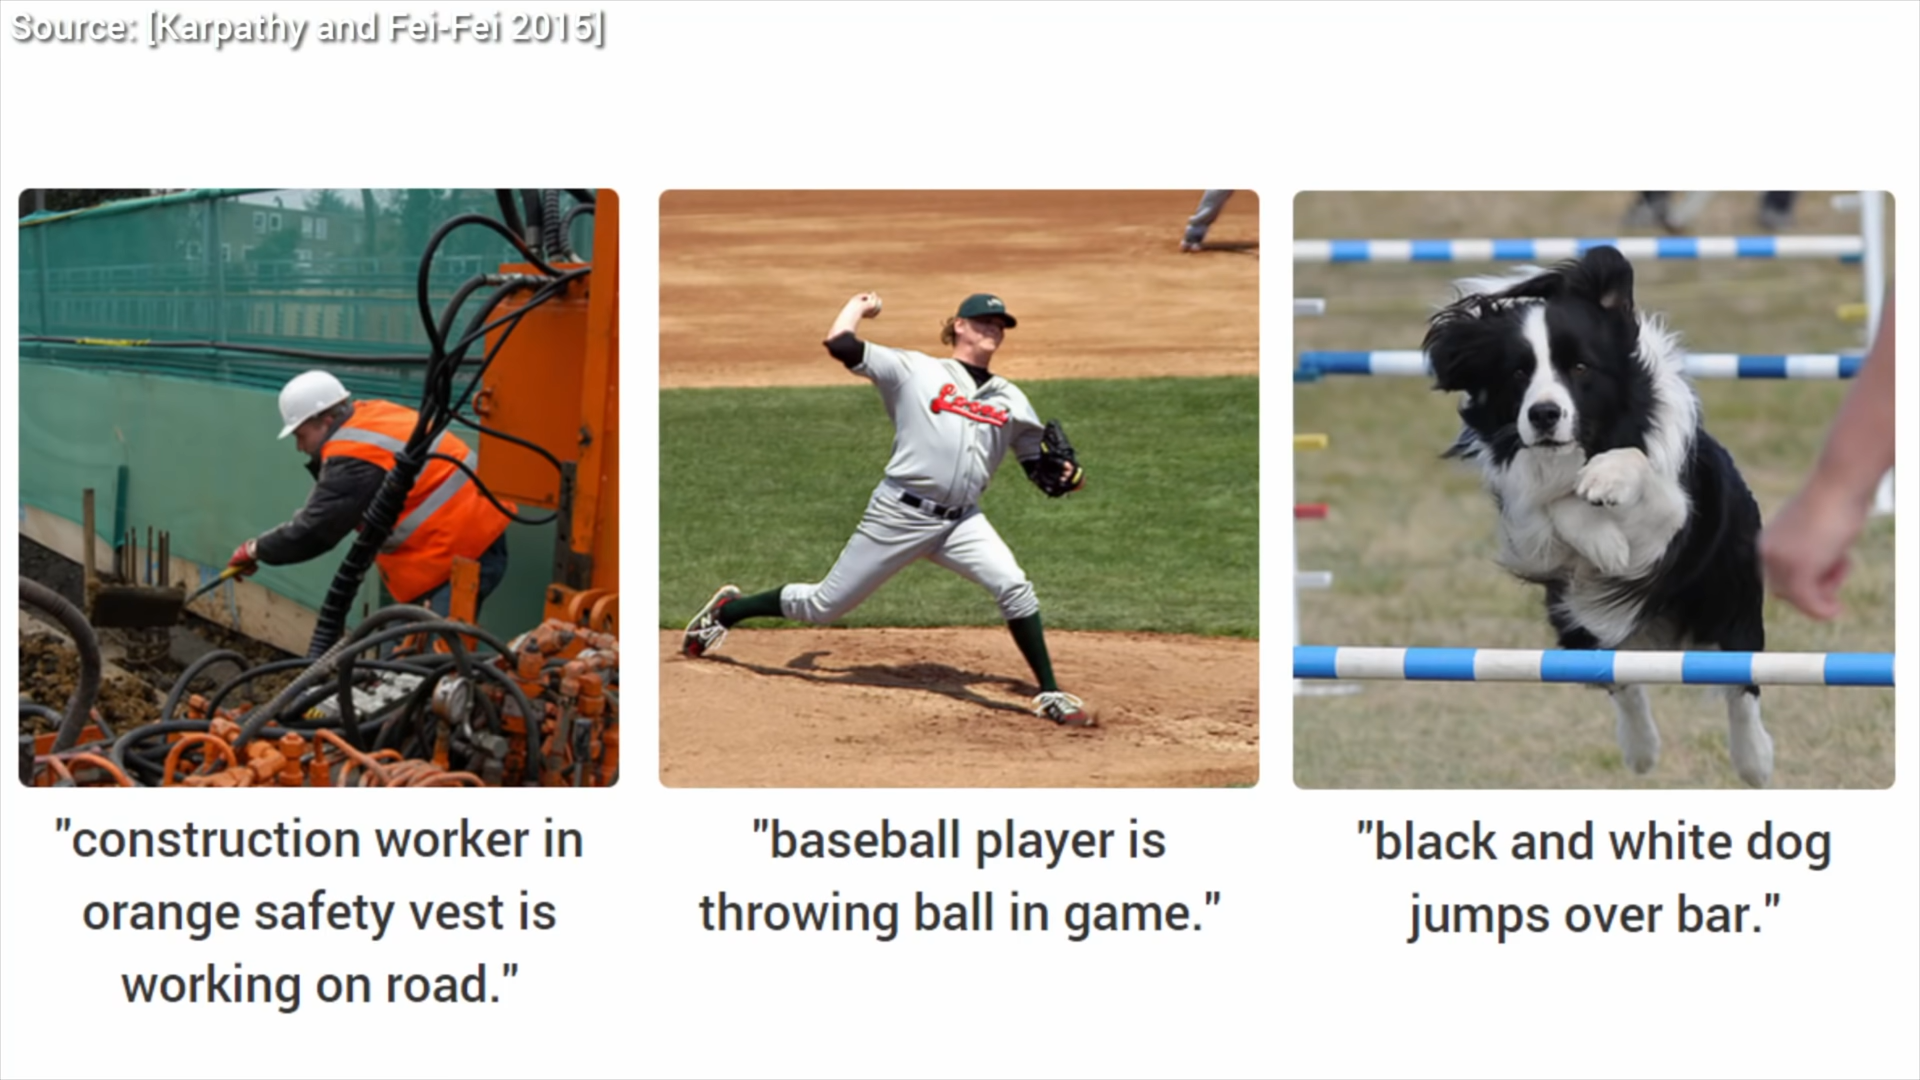 Source: [Karpathy and Fei-Fei 2015]
"construction worker in
orange safety vest is
working on road."
"baseball player is
throwing ball in game."
"black and white dog
jumps over bar."